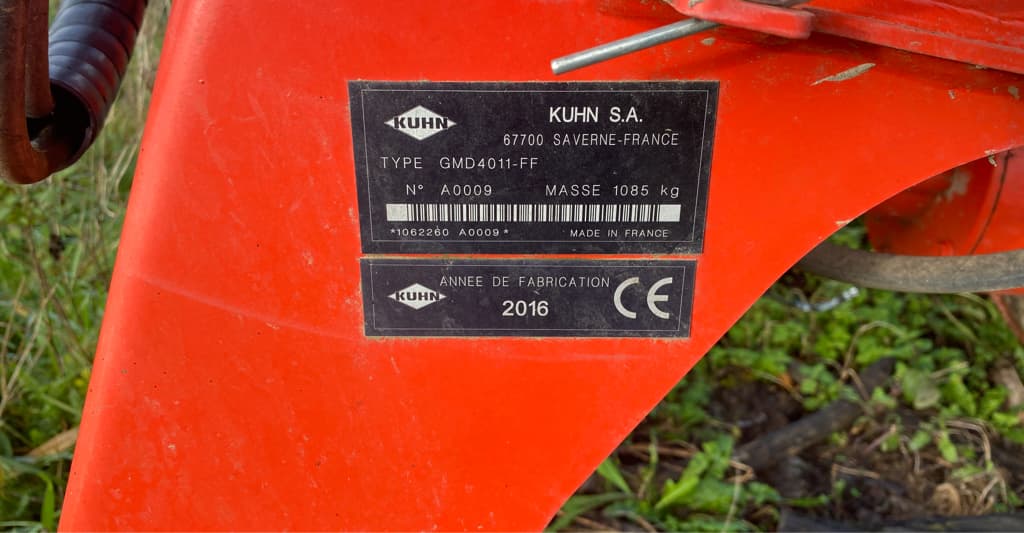 KUHN
KUHN S.A.
67700 SAVERNE-FRANCE
TYPE GMD4011-FF
N° A0009 MASSE 1085 kg
*1062260 A0009*
MADE IN FRANCE
KUHN
ANNEE DE FABRICATION
2016
CE